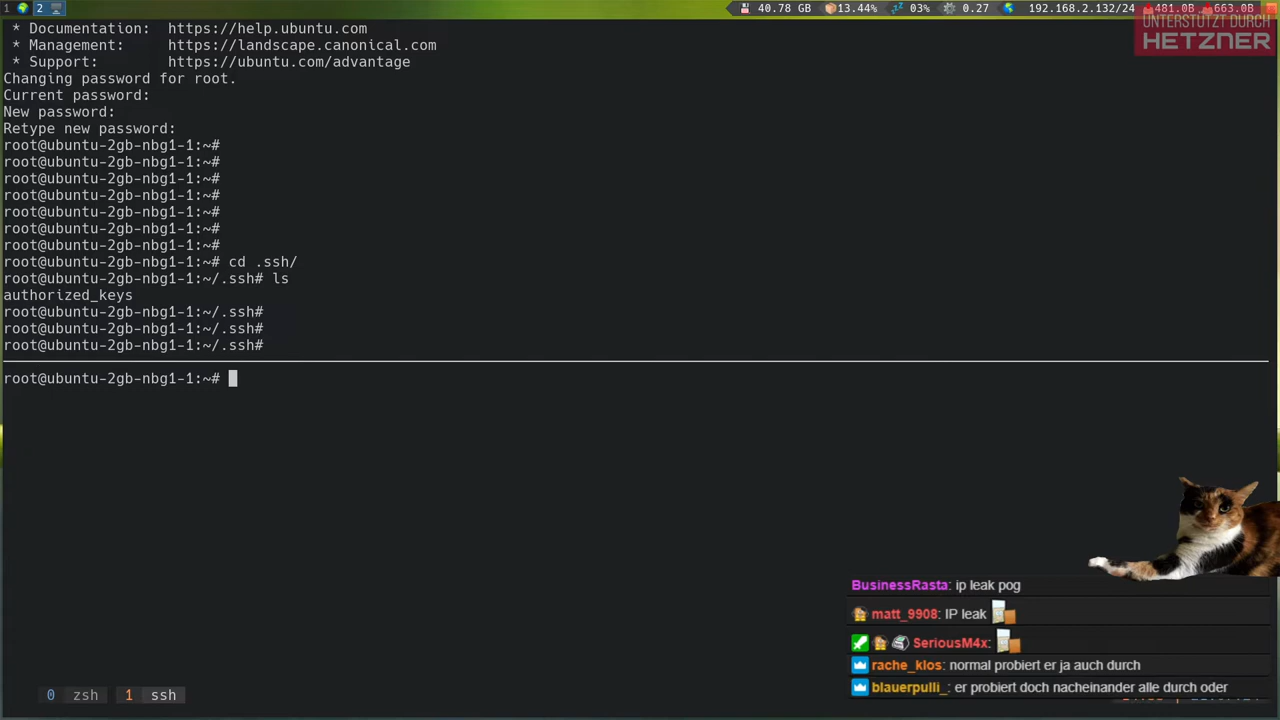 1 2 40.78 GB 13.44% 03% 0.27 192.168.2.132/24 481.0B 663.0B
UNTERSTÜTZT DURCH
HETZNER
* Documentation: https://help.ubuntu.com
* Management: https://landscape.canonical.com
* Support: https://ubuntu.com/advantage
Changing password for root.
Current password:
New password:
Retype new password:
root@ubuntu-2gb-nbg1-1:~#
root@ubuntu-2gb-nbg1-1:~#
root@ubuntu-2gb-nbg1-1:~#
root@ubuntu-2gb-nbg1-1:~#
root@ubuntu-2gb-nbg1-1:~#
root@ubuntu-2gb-nbg1-1:~#
root@ubuntu-2gb-nbg1-1:~#
root@ubuntu-2gb-nbg1-1:~# cd .ssh/
root@ubuntu-2gb-nbg1-1:~/.ssh# ls
authorized_keys
root@ubuntu-2gb-nbg1-1:~/.ssh#
root@ubuntu-2gb-nbg1-1:~/.ssh#
root@ubuntu-2gb-nbg1-1:~/.ssh#
root@ubuntu-2gb-nbg1-1:~#
BusinessRasta: ip leak pog
matt_9908: IP leak
SeriousM4x:
rache_klos: normal probiert er ja auch durch
blauerpulli_: er probiert doch nacheinander alle durch oder
0 zsh 1 ssh